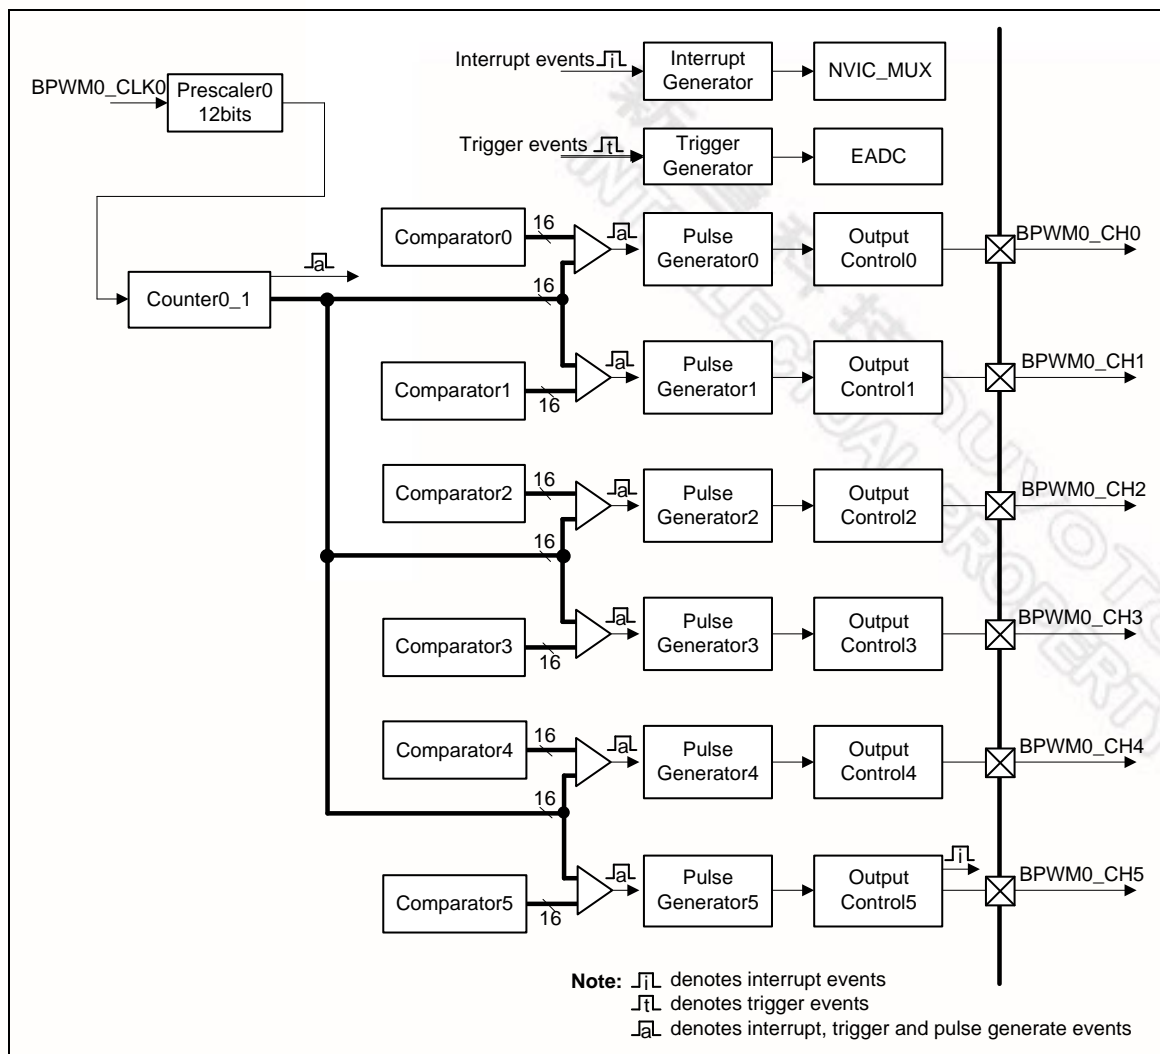 Interrupt events i
Interrupt
Generator
NVIC_MUX
BPWM0_CLK0
Prescaler0
12bits
Trigger events t
Trigger
Generator
EADC
Comparator0
16
a
Pulse
Generator0
Output
Control0
BPWM0_CH0
a
Counter0_1
16
Comparator1
16
a
Pulse
Generator1
Output
Control1
BPWM0_CH1
Comparator2
16
a
Pulse
Generator2
Output
Control2
BPWM0_CH2
16
Comparator3
16
a
Pulse
Generator3
Output
Control3
BPWM0_CH3
Comparator4
16
a
Pulse
Generator4
Output
Control4
BPWM0_CH4
16
Comparator5
16
a
Pulse
Generator5
Output
Control5
i
BPWM0_CH5
Note: i denotes interrupt events
t denotes trigger events
a denotes interrupt, trigger and pulse generate events